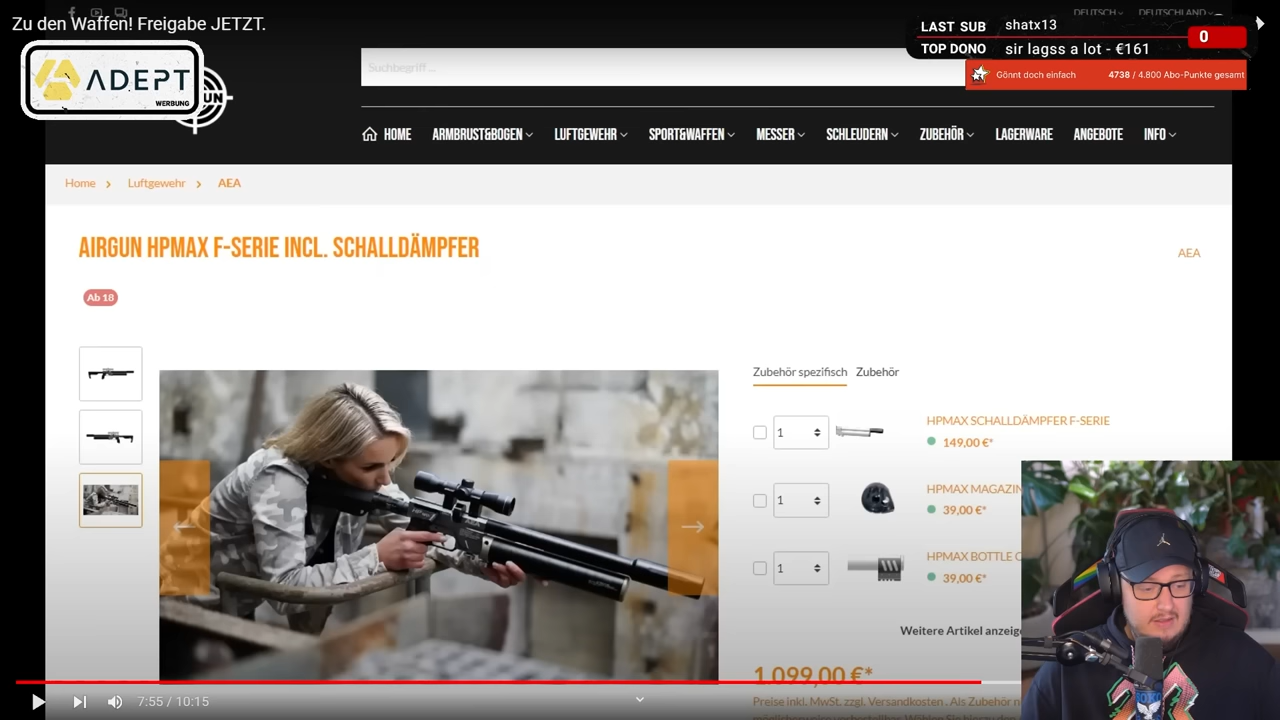 Zu den Waffen! Freigabe JETZT.
DEUTSCH
DEUTSCHLAND
LAST SUB shatx13
TOP DONO sir lagss a lot - €161
0
Gönnt doch einfach 4738 / 4.800 Abo-Punkte gesamt
ADEPT
WERBUNG
UN
Suchbegriff ...
HOME ARMBRUST&BOGEN LUFTGEWEHR SPORT&WAFFEN MESSER SCHLEUDERN ZUBEHÖR LAGERWARE ANGEBOTE INFO
Home Luftgewehr AEA
AIRGUN HPMAX F-SERIE INCL. SCHALLDÄMPFER
AEA
Ab 18
Zubehör spezifisch Zubehör
1
HPMAX SCHALLDÄMPFER F-SERIE
149,00 €*
1
HPMAX MAGAZIN
39,00 €*
1
HPMAX BOTTLE
39,00 €*
Weitere Artikel anzeige
1.099,00 €*
Preise inkl. MwSt. zzgl. Versandkosten . Als Zubehör
7:55 / 10:15